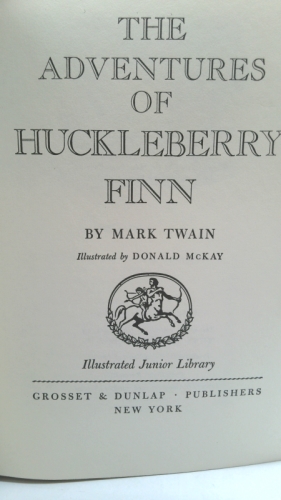 THE
ADVENTURES
OF
HUCKLEBERRY
FINN
BY MARK TWAIN
Illustrated by DONALD McKAY
Illustrated Junior Library
GROSSET & DUNLAP · PUBLISHERS
NEW YORK